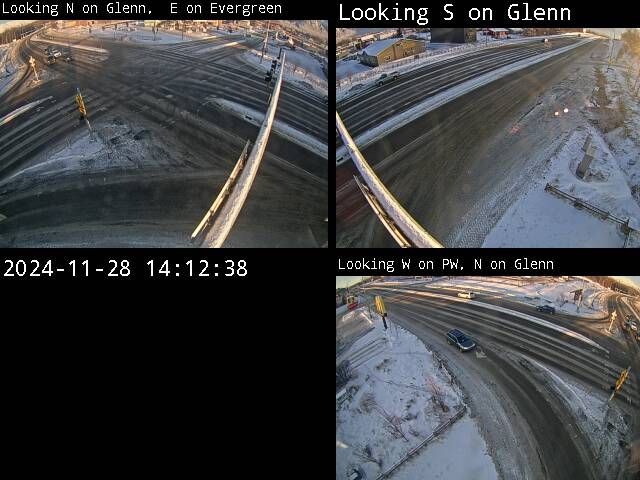 Looking N on Glenn,  E on Evergreen
Looking S on Glenn
2024-11-28 14:12:38
Looking W on PW, N on Glenn